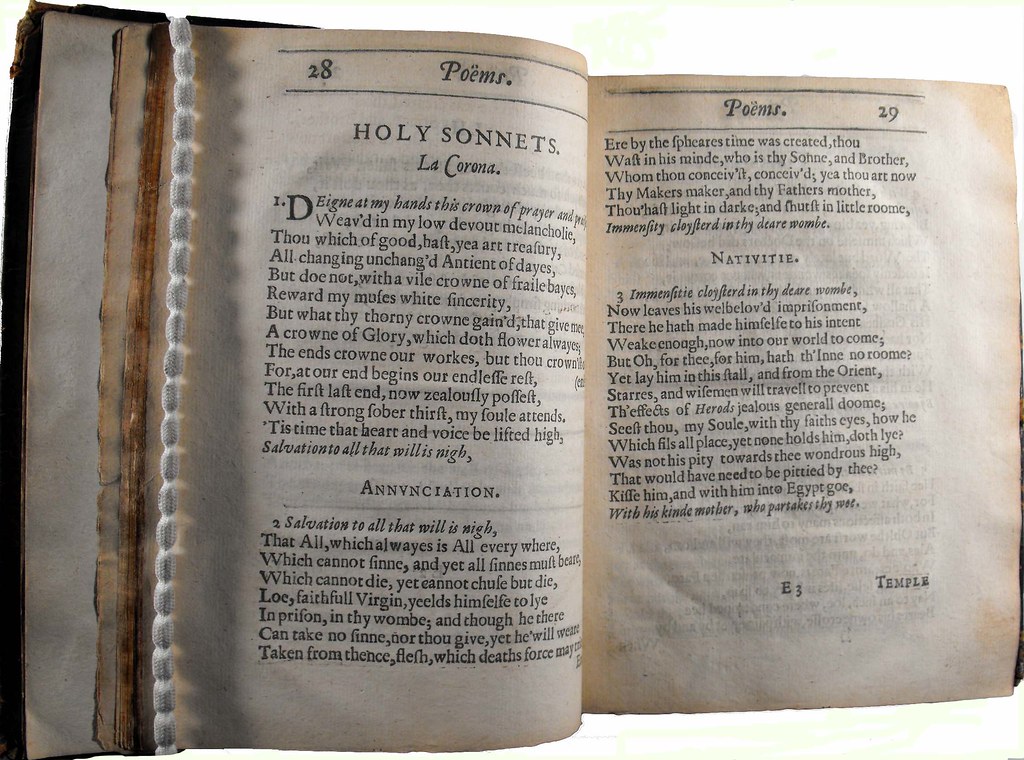 28 Poëms.
HOLY SONNETS.
La Corona.
1. DEigne at my hands this crown of prayer and
Weav'd in my low devout melancholie,
Thou which of good, haſt, yea art treaſury,
All changing unchang'd Antient of dayes,
But doe not, with a vile crowne of fraile bayes,
Reward my muſes white ſincerity,
But what thy thorny crowne gain'd, that give mee,
A crowne of Glory, which doth flower alwayes;
The ends crowne our workes, but thou
For, at our end begins our endleſſe reſt,
The firſt laſt end, now zealouſly poſſeſt,
With a ſtrong ſober thirſt, my ſoule attends.
'Tis time that heart and voice be lifted high,
Salvation to all that will is nigh,
ANNVNCIATION.
2 Salvation to all that will is nigh,
That All, which alwayes is All every where,
Which cannot ſinne, and yet all ſinnes muſt beare,
Which cannot die, yet cannot chuſe but die,
Loe, faithfull Virgin, yeelds himſelfe to lye
In priſon, in thy wombe; and though he there
Can take no ſinne, nor thou give, yet he'will weare
Taken from thence, fleſh, which deaths force may
Poëms. 29
Ere by the ſpheares time was created, thou
Waſt in his minde, who is thy Sonne, and Brother,
Whom thou conceiv'ſt, conceiv'd; yea thou art now
Thy Makers maker, and thy Fathers mother,
Thou'haſt light in darke; and ſhutſt in little roome,
Immenſity cloyſterd in thy deare wombe.
NATIVITIE.
3 Immenſitie cloyſterd in thy deare wombe,
Now leaves his welbelov'd impriſonment,
There he hath made himſelfe to his intent
Weake enough, now into our world to come;
But Oh, for thee, for him, hath th'Inne no roome?
Yet lay him in this ſtall, and from the Orient,
Starres, and wiſemen will travell to prevent
Th'effects of Herods jealous generall doome;
Seeſt thou, my Soule, with thy faiths eyes, how he
Which fils all place, yet none holds him, doth lye?
Was not his pity towards thee wondrous high,
That would have need to be pittied by thee?
Kiſſe him, and with him into Egypt goe,
With his kinde mother, who partakes thy woe.
E 3 TEMPLE